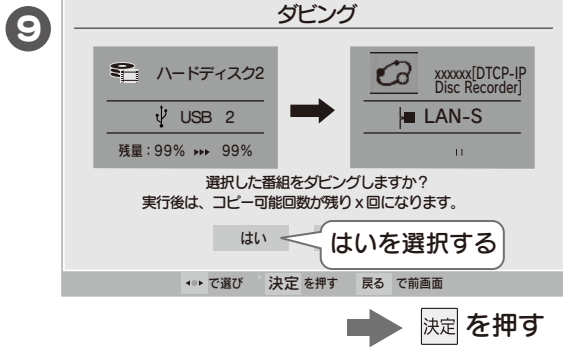 9
ダビング
ハードディスク2
USB 2
残量：99% ▸▸▸ 99%
xxxxxx[DTCP-IP
Disc Recorder]
LAN-S
選択した番組をダビングしますか？
実行後は、コピー可能回数が残りx回になります。
はい
はいを選択する
で選び 決定 を押す 戻る で前画面
決定 を押す